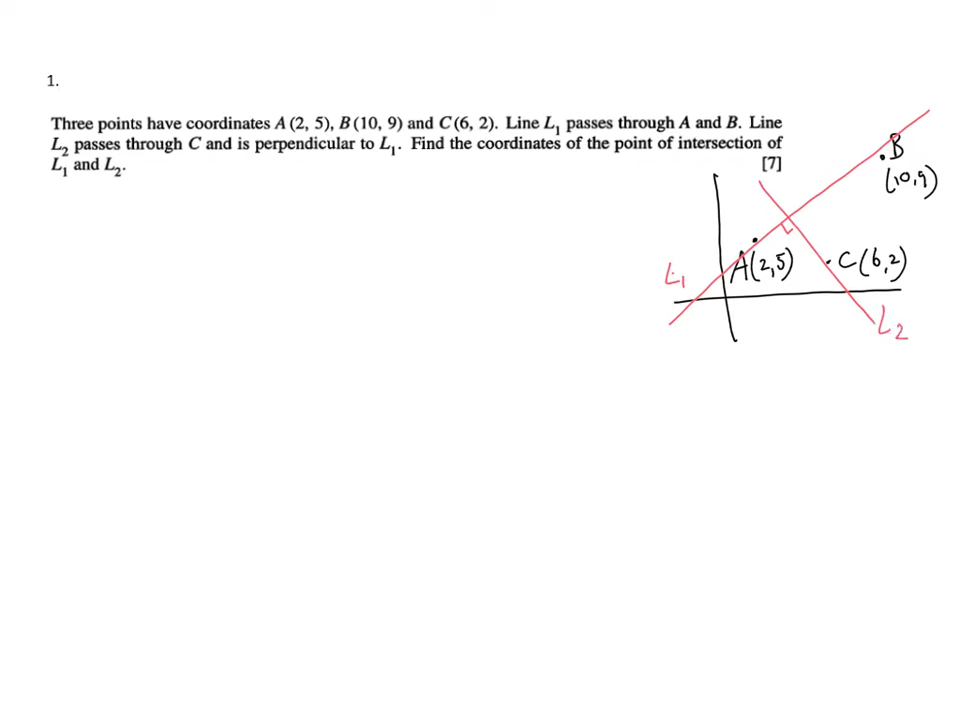 1.
Three points have coordinates A (2, 5), B (10, 9) and C (6, 2). Line L₁ passes through A and B. Line
L₂ passes through C and is perpendicular to L₁. Find the coordinates of the point of intersection of
L₁ and L₂. [7]
B
(10,9)
A(2,5)
C(6,2)
L₁
L₂